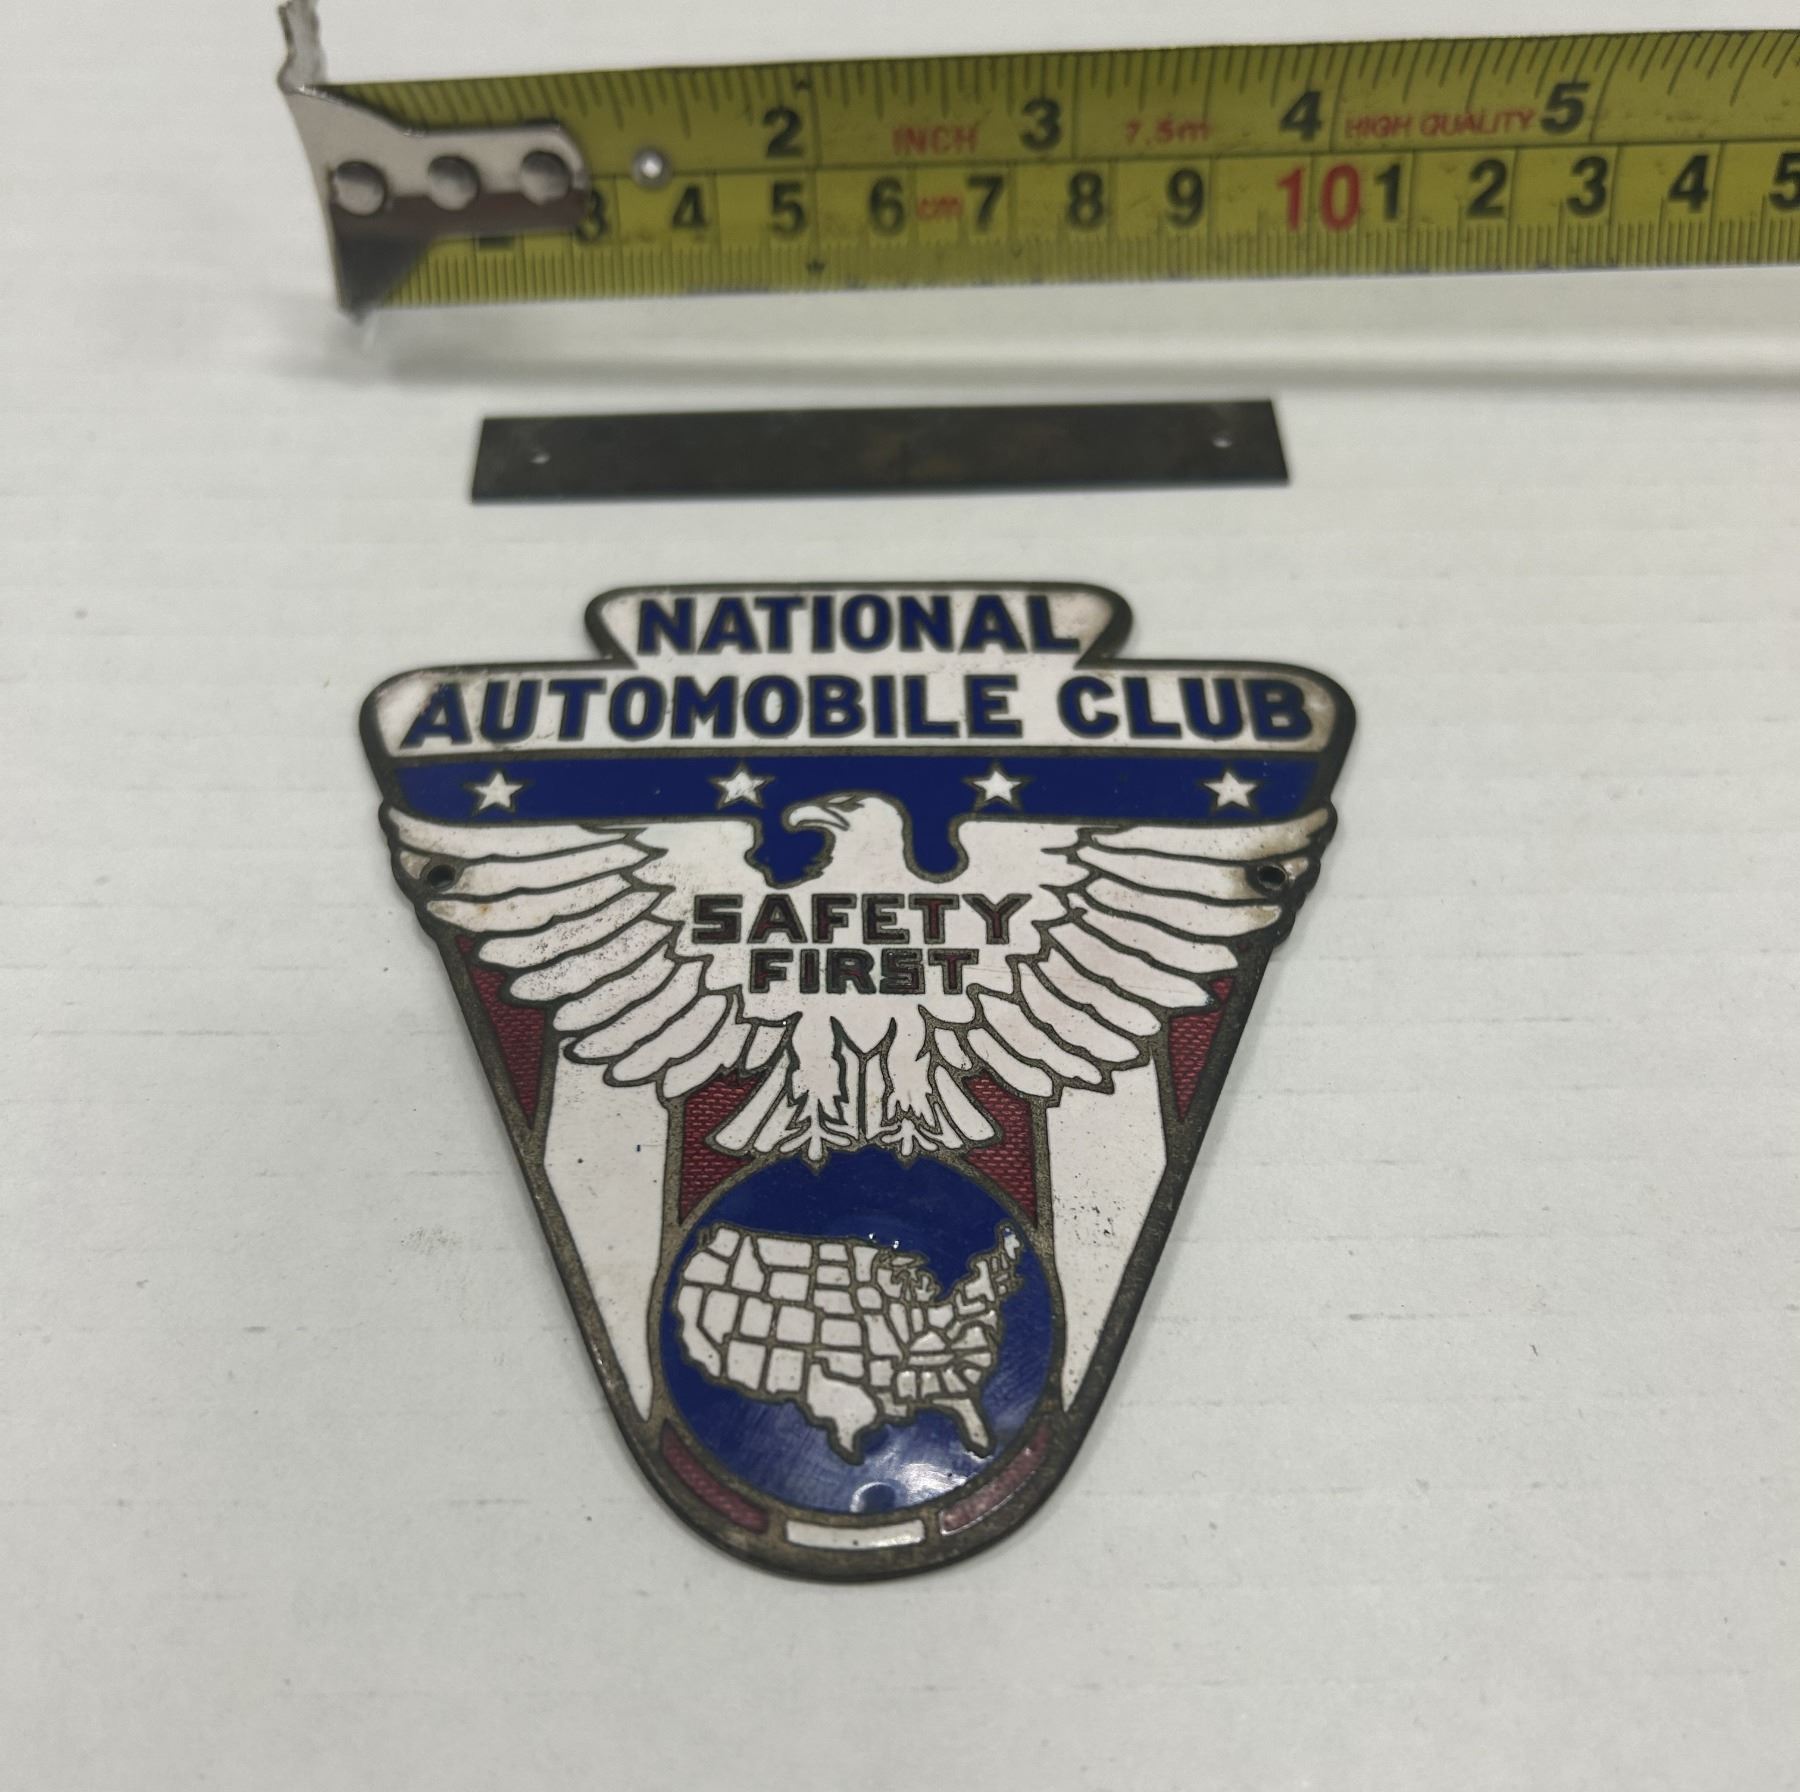 2 INCH 3 7,5m 4 HIGH QUALITY 5
3 4 5 6 cm 7 8 9 10 1 2 3 4 5
NATIONAL
AUTOMOBILE CLUB
SAFETY
FIRST